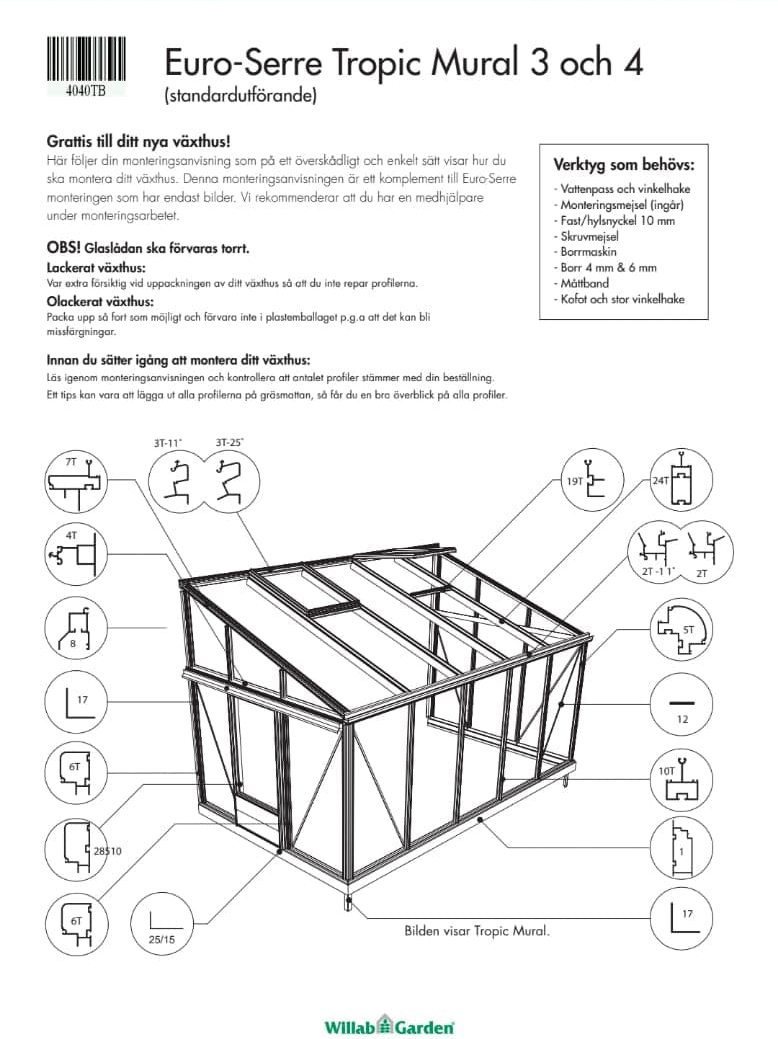 Euro-Serre Tropic Mural 3 och 4
4040TB
(standardutförande)
Grattis till ditt nya växthus!
Här följer din monteringsanvisning som på ett överskådligt och enkelt sätt visar hur du
ska montera ditt växthus. Denna monteringsanvisningen är ett komplement till Euro-Serre
monteringen som har endast bilder. Vi rekommenderar att du har en medhjälpare
under monteringsarbetet.
OBS! Glaslådan ska förvaras torrt.
Lackerat växthus:
Var extra försiktig vid uppackningen av ditt växthus så att du inte repar profilerna.
Olackerat växthus:
Packa upp så fort som möjligt och förvara inte i plastemballaget p.g.a att det kan bli
missfärgningar.
Innan du sätter igång att montera ditt växthus:
Läs igenom monteringsanvisningen och kontrollera att antalet profiler stämmer med din beställning.
Ett tips kan vara att lägga ut alla profilerna på gräsmattan, så får du en bra överblick på alla profiler.
Verktyg som behövs:
- Vattenpass och vinkelhake
- Monteringsmejsel (ingår)
- Fast/hylsnyckel 10 mm
- Skruvmejsel
- Borrmaskin
- Borr 4 mm & 6 mm
- Måttband
- Kofot och stor vinkelhake
3T-11° 3T-25°
7T
19T
24T
4T
2T -11° 2T
8
5T
17
12
6T
10T
28510
1
6T
25/15
17
Bilden visar Tropic Mural.
Willab Garden